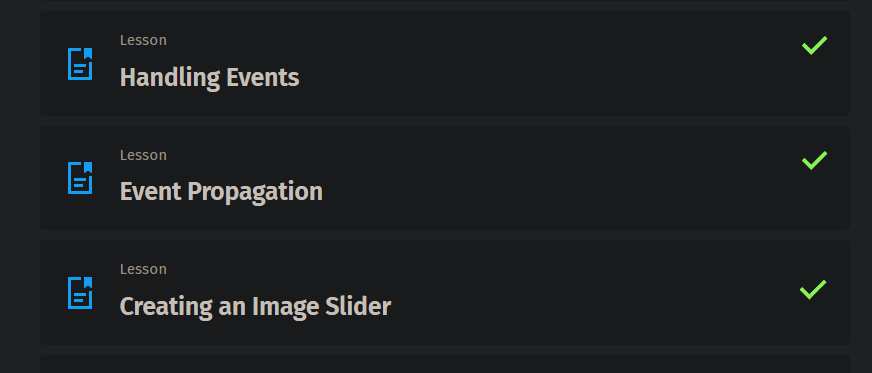 Lesson
Handling Events
Lesson
Event Propagation
Lesson
Creating an Image Slider